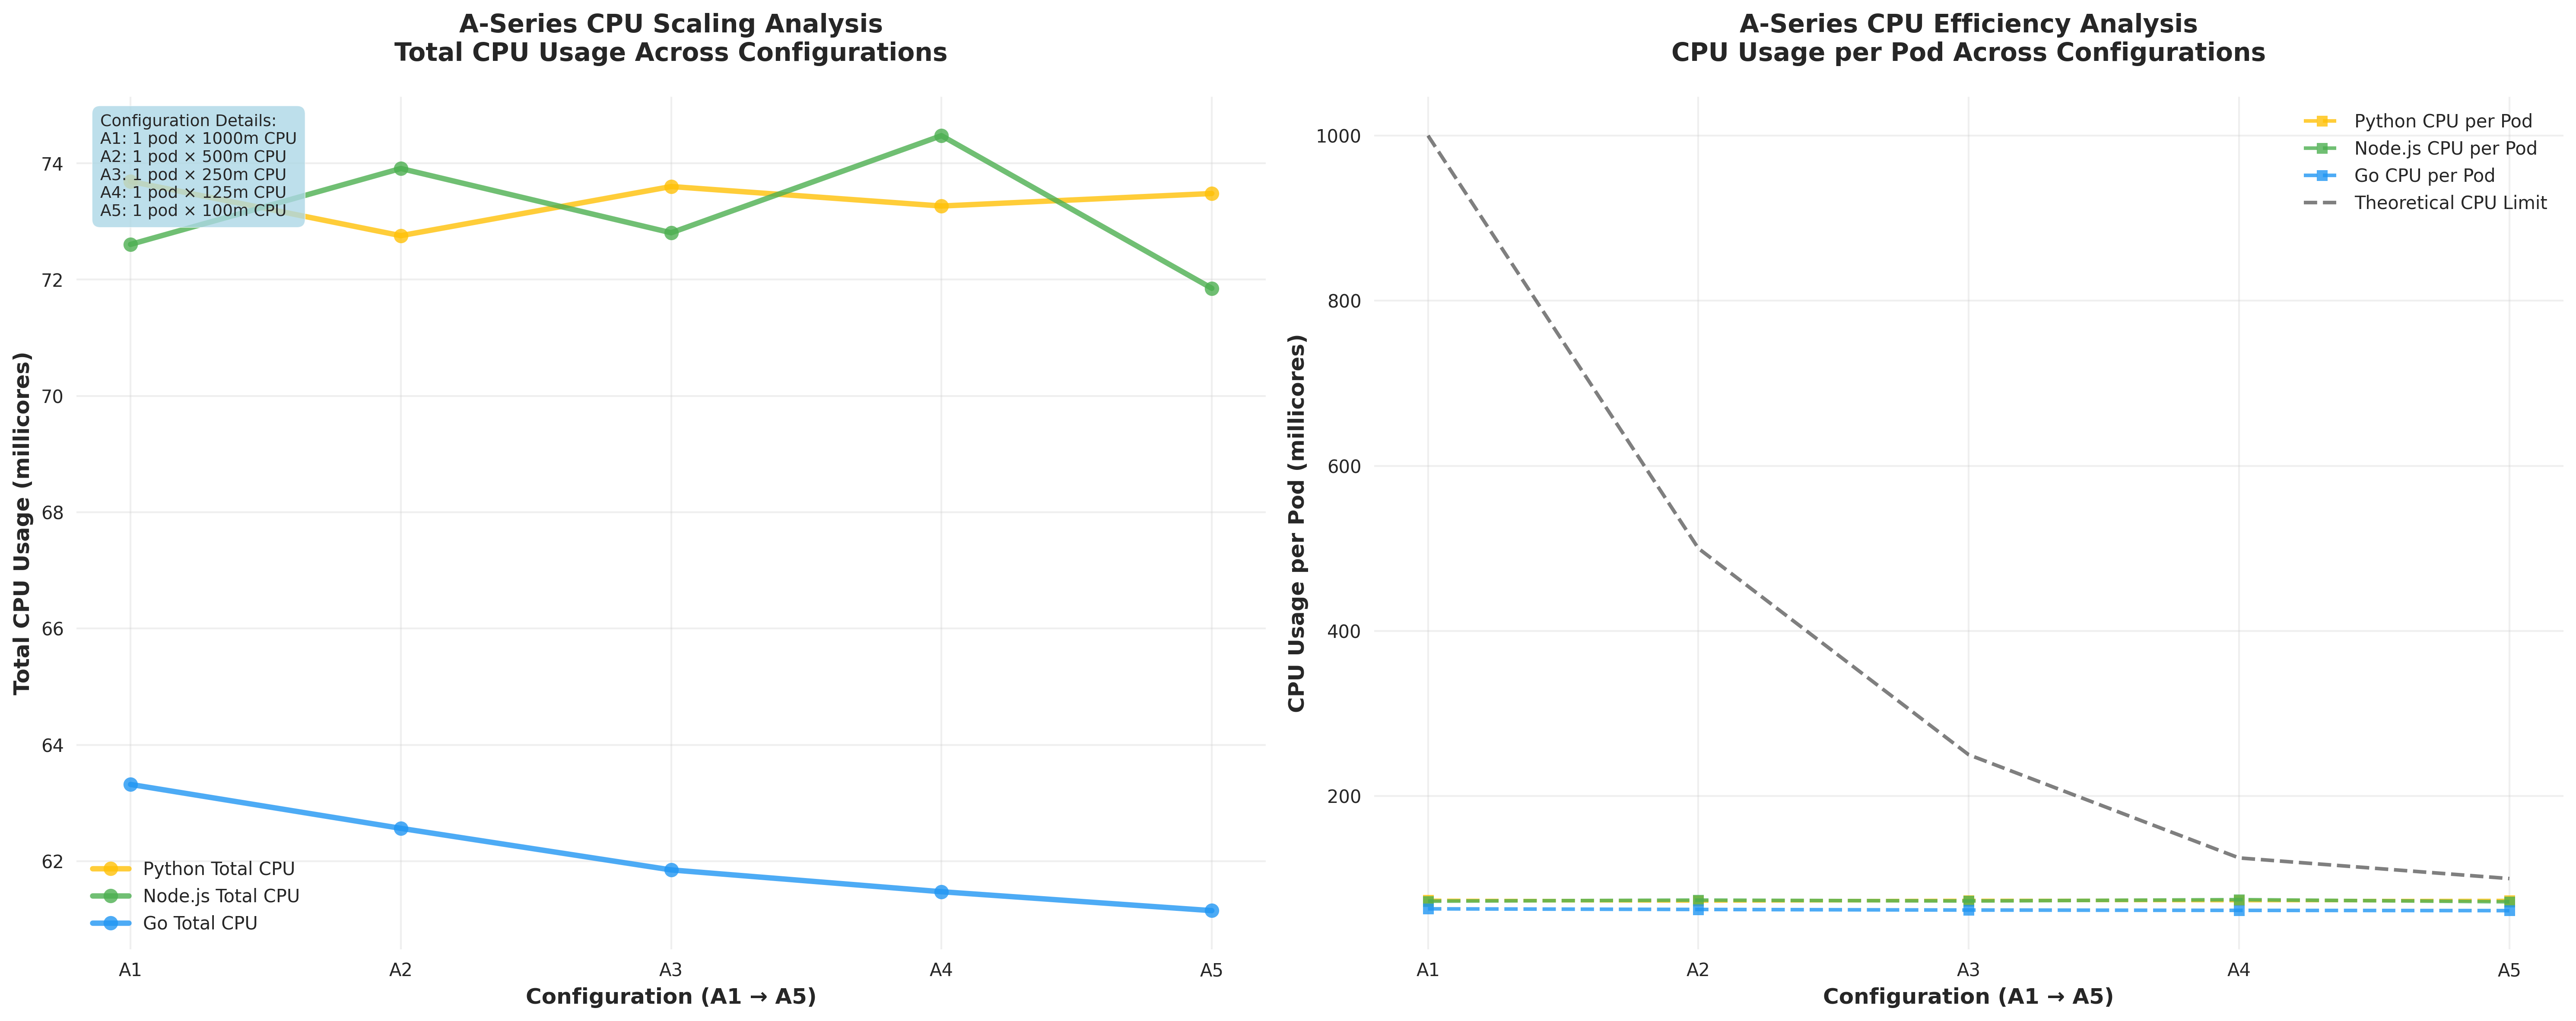 A-Series CPU Scaling Analysis
Total CPU Usage Across Configurations
Configuration Details:
A1: 1 pod × 1000m CPU
A2: 1 pod × 500m CPU
A3: 1 pod × 250m CPU
A4: 1 pod × 125m CPU
A5: 1 pod × 100m CPU
Total CPU Usage (millicores)
74
72
70
68
66
64
62
Python Total CPU
Node.js Total CPU
Go Total CPU
A1
A2
A3
A4
A5
Configuration (A1 → A5)
A-Series CPU Efficiency Analysis
CPU Usage per Pod Across Configurations
Python CPU per Pod
Node.js CPU per Pod
Go CPU per Pod
Theoretical CPU Limit
CPU Usage per Pod (millicores)
1000
800
600
400
200
A1
A2
A3
A4
A5
Configuration (A1 → A5)